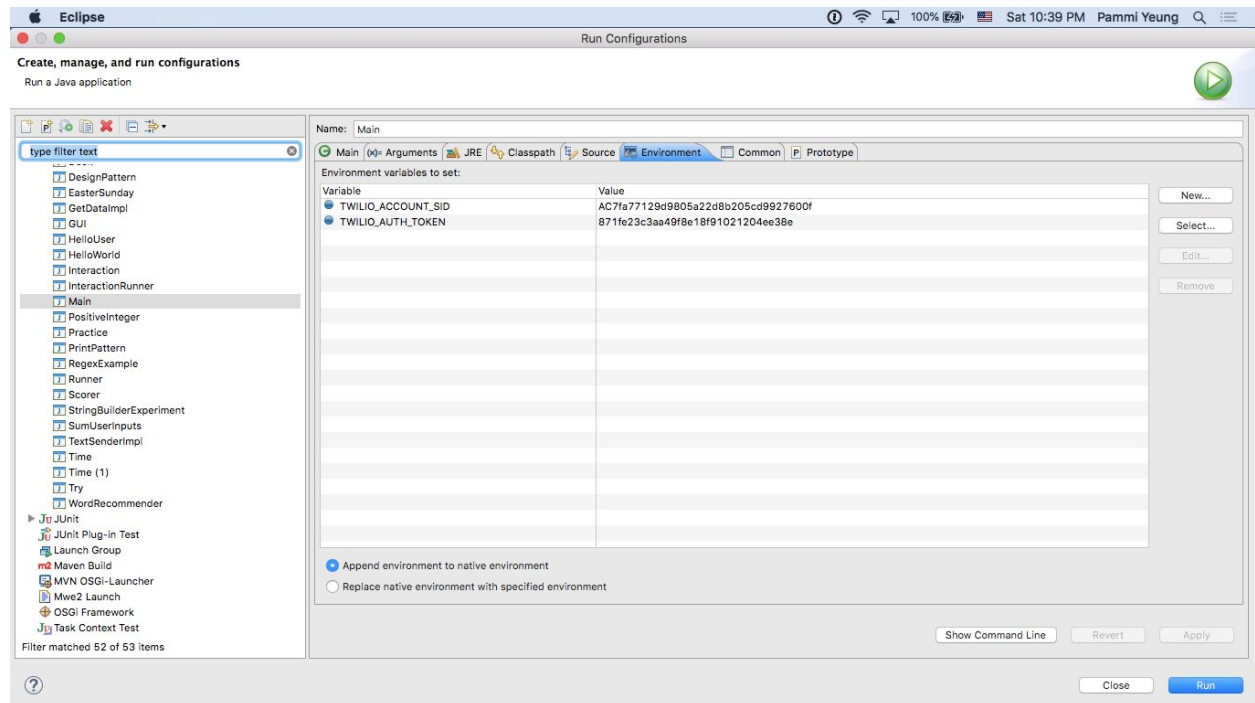 Eclipse 100% Sat 10:39 PM Pammi Yeung
Run Configurations
Create, manage, and run configurations
Run a Java application
type filter text
DesignPattern
EasterSunday
GetDataImpl
GUI
HelloUser
HelloWorld
Interaction
InteractionRunner
Main
PositiveInteger
Practice
PrintPattern
RegexExample
Runner
Scorer
StringBuilderExperiment
SumUserInputs
TextSenderImpl
Time
Time (1)
Try
WordRecommender
JUnit
JUnit Plug-in Test
Launch Group
m2 Maven Build
MVN OSGi-Launcher
Mwe2 Launch
OSGi Framework
Task Context Test
Filter matched 52 of 53 items
Name: Main
Main (x)= Arguments JRE Classpath Source Environment Common P Prototype
Environment variables to set:
Variable Value
TWILIO_ACCOUNT_SID AC7fa77129d9805a22d8b205cd9927600f
TWILIO_AUTH_TOKEN 871fe23c3aa49f8e18f91021204ee38e
New...
Select...
Edit...
Remove
Append environment to native environment
Replace native environment with specified environment
Show Command Line Revert Apply
? Close Run